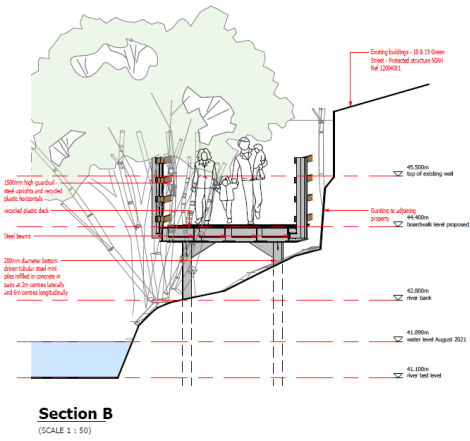 Existing buildings - 18 & 19 Green
Street - Protected structure NIAH
Ref 12004011
1500mm high guardrail
steel uprights and recycled
plastic horizontals
recycled plastic deck
Steel beams
200mm diameter bottom
driven tubular steel mini
piles infilled in concrete in
pairs at 2m centres laterally
and 6m centres longitudinally
45.500m
top of existing wall
Guniting to adjoining
property
44.400m
boardwalk level proposed
42.800m
river bank
41.890m
water level August 2021
41.100m
river bed level
Section B
(SCALE 1 : 50)